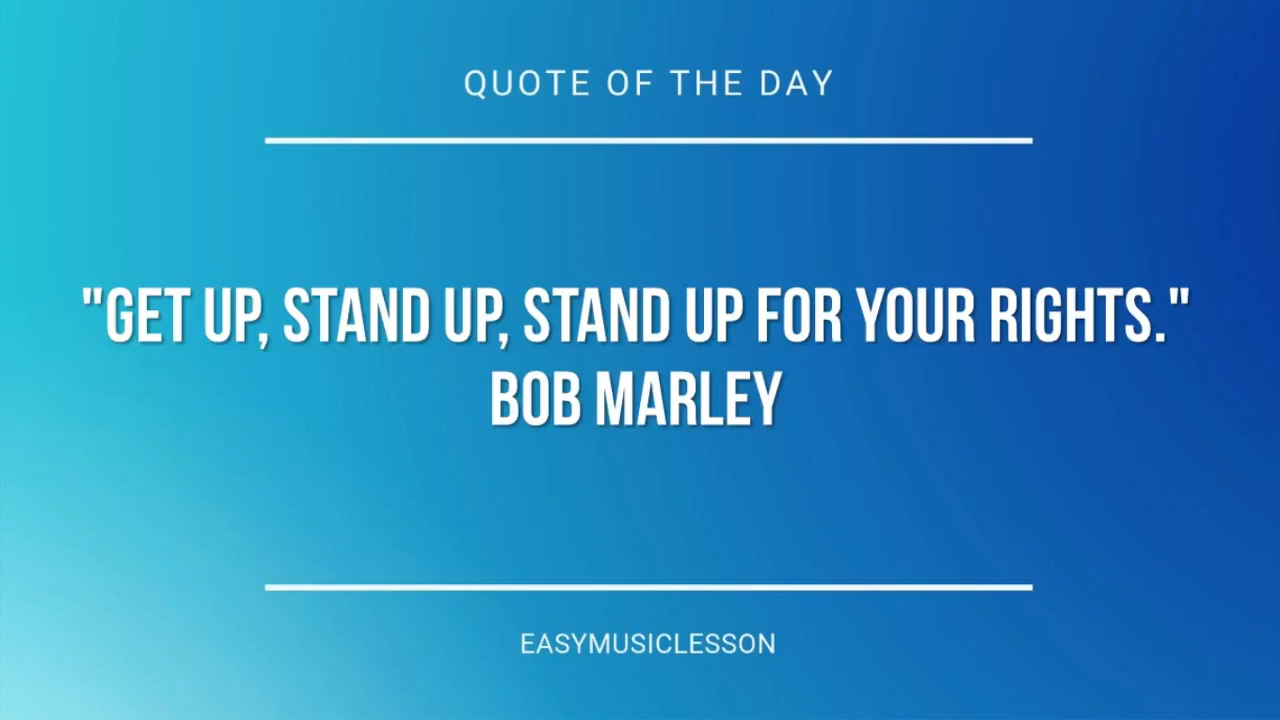 QUOTE OF THE DAY
"GET UP, STAND UP, STAND UP FOR YOUR RIGHTS."
BOB MARLEY
EASYMUSICLESSON